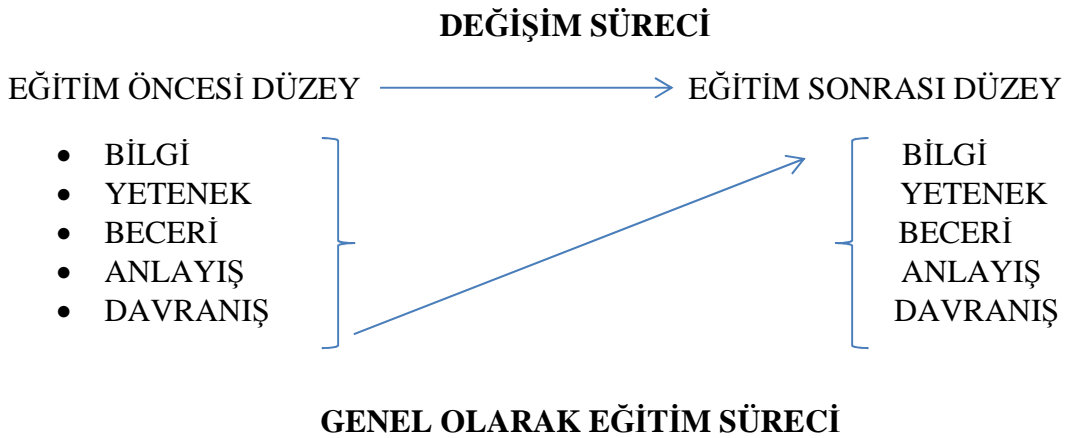 DEĞİŞİM SÜRECİ
EĞİTİM ÖNCESİ DÜZEY EĞİTİM SONRASI DÜZEY
• BİLGİ BİLGİ
• YETENEK YETENEK
• BECERİ BECERİ
• ANLAYIŞ ANLAYIŞ
• DAVRANIŞ DAVRANIŞ
GENEL OLARAK EĞİTİM SÜRECİ